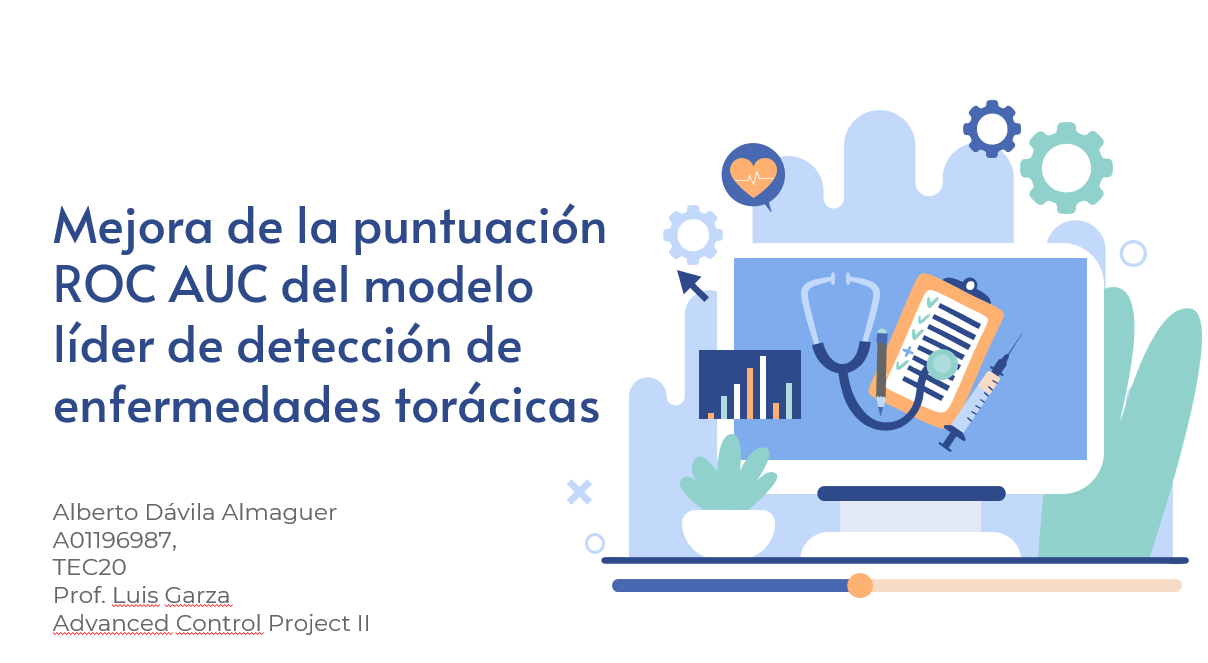 Mejora de la puntuación
ROC AUC del modelo
líder de detección de
enfermedades torácicas
Alberto Dávila Almaguer
A01196987,
TEC20
Prof. Luis Garza
Advanced Control Project II